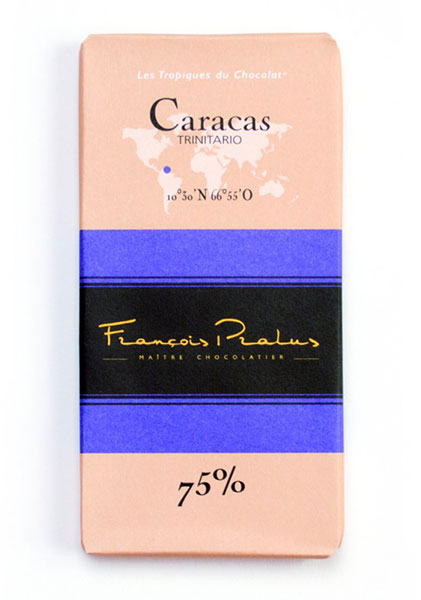 Les Tropiques du Chocolat®
Caracas
TRINITARIO
10°30'N 66°55'O
François Pralus
MAÎTRE CHOCOLATIER
75%